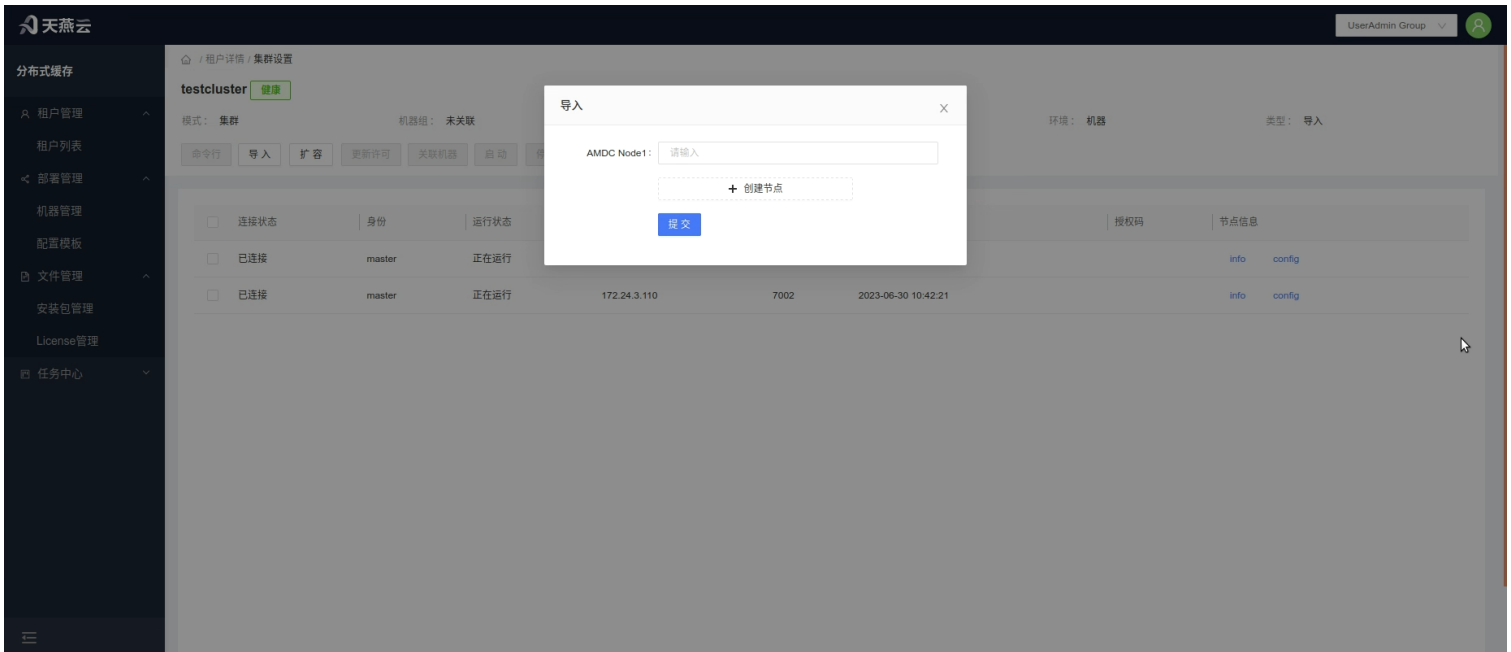 天燕云
UserAdmin Group
分布式缓存
租户管理
租户列表
部署管理
机器管理
配置模板
文件管理
安装包管理
License管理
任务中心
/ 租户详情 / 集群设置
testcluster 健康
模式： 集群 机器组： 未关联 环境： 机器 类型： 导入
命令行 导入 扩容 更新许可 关联机器 启动
导入
AMDC Node1： 请输入
+ 创建节点
提交
连接状态 身份 运行状态 授权码 节点信息
已连接 master 正在运行 info config
已连接 master 正在运行 172.24.3.110 7002 2023-06-30 10:42:21 info config